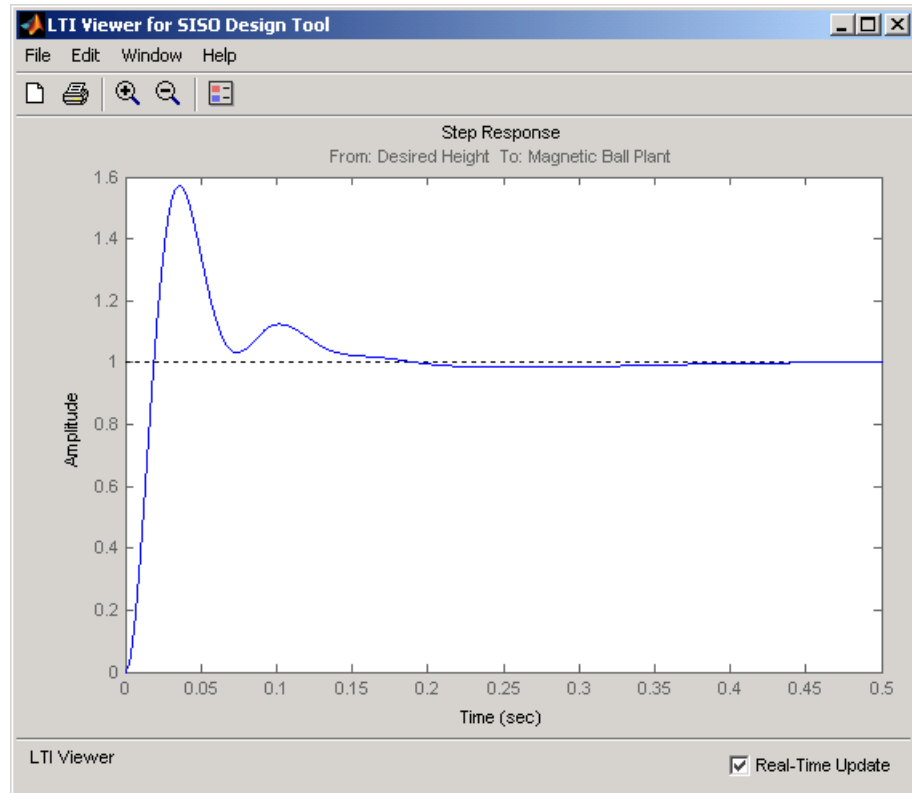 LTI Viewer for SISO Design Tool
File Edit Window Help
Step Response
From: Desired Height To: Magnetic Ball Plant
1.6
1.4
1.2
1
0.8
0.6
0.4
0.2
0
Amplitude
0 0.05 0.1 0.15 0.2 0.25 0.3 0.35 0.4 0.45 0.5
Time (sec)
LTI Viewer
Real-Time Update